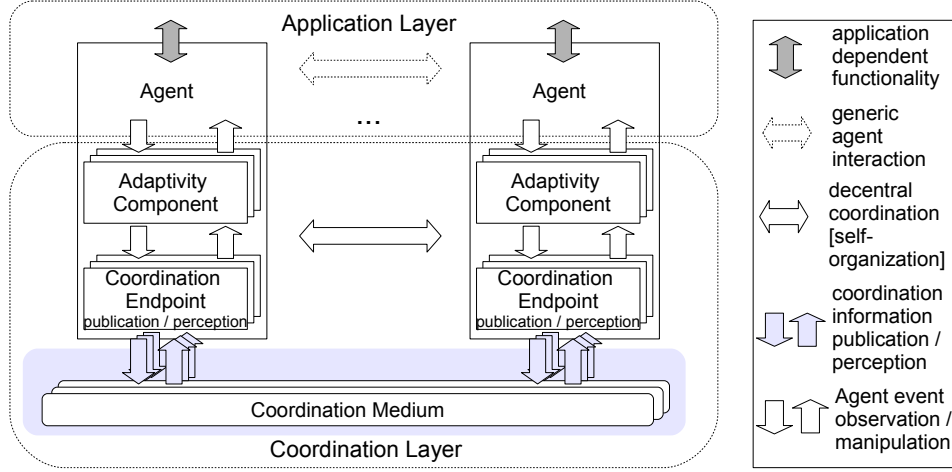 Application Layer
Agent
Agent
...
Adaptivity
Component
Adaptivity
Component
Coordination
Endpoint
publication / perception
Coordination
Endpoint
publication / perception
Coordination Medium
Coordination Layer
application
dependent
functionality
generic
agent
interaction
decentral
coordination
[self-
organization]
coordination
information
publication /
perception
Agent event
observation /
manipulation